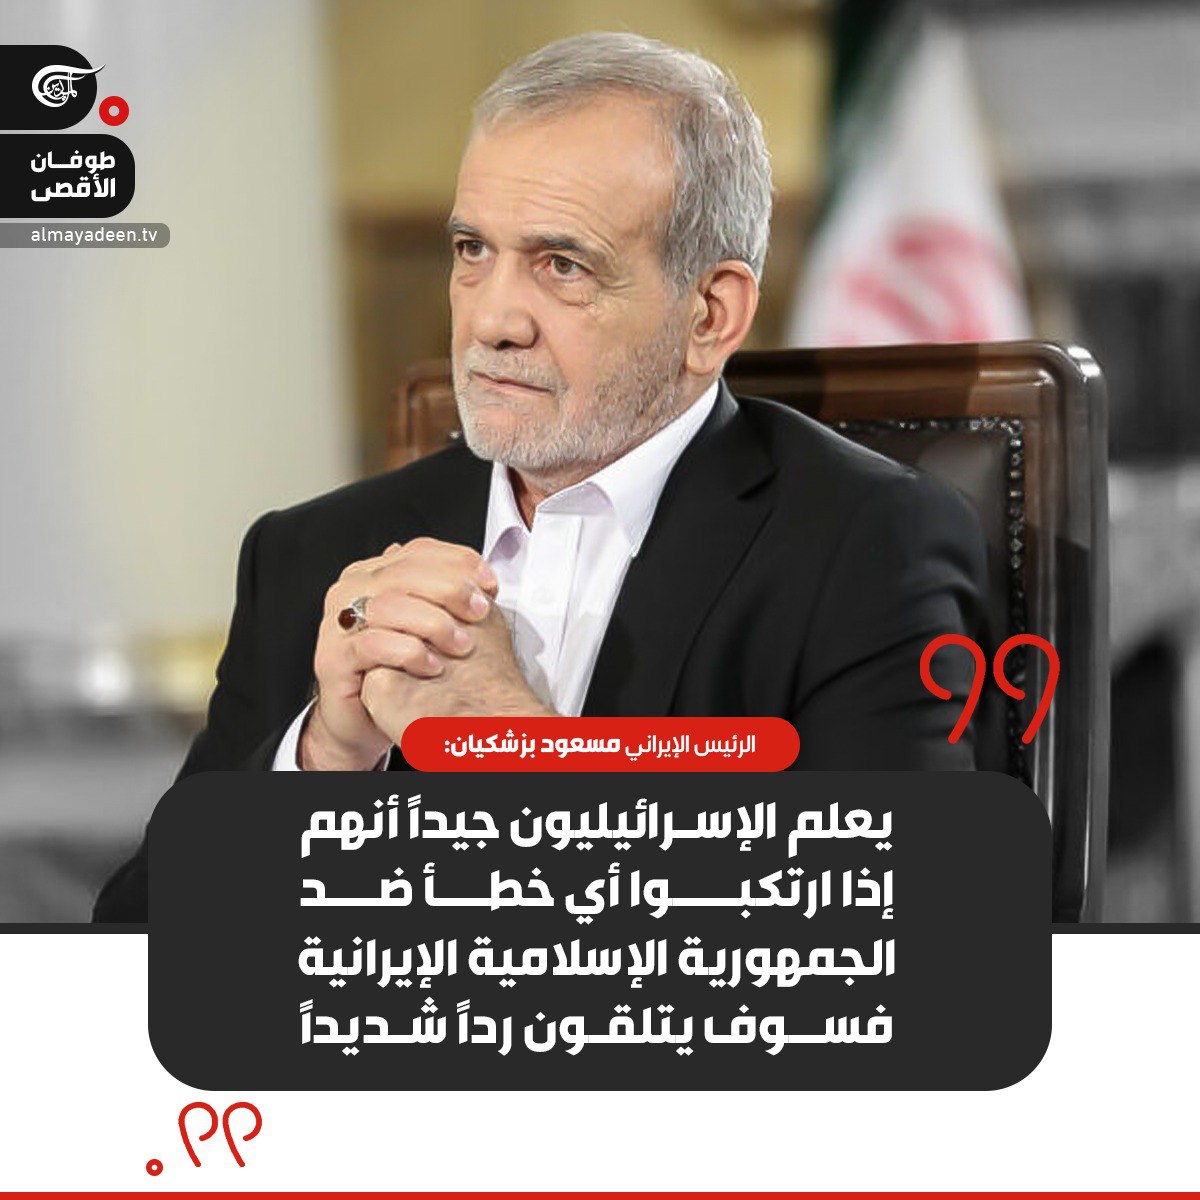 الميادين
طوفان
الأقصى
almayadeen.tv
الرئيس الإيراني مسعود بزشكيان:
يعلم الإسرائيليون جيداً أنهم
إذا ارتكبوا أي خطأ ضد
الجمهورية الإسلامية الإيرانية
فسوف يتلقون رداً شديداً